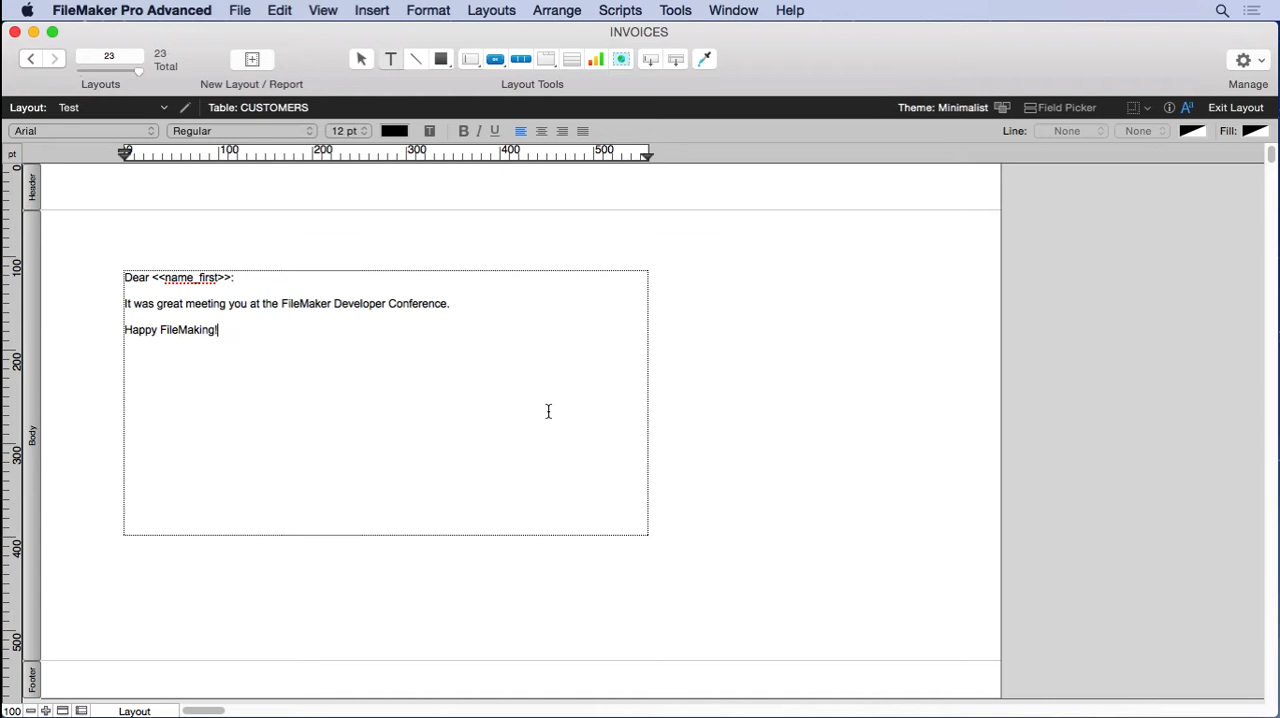 FileMaker Pro Advanced File Edit View Insert Format Layouts Arrange Scripts Tools Window Help
INVOICES
23 23 Total
Layouts New Layout / Report Layout Tools Manage
Layout: Test Table: CUSTOMERS Theme: Minimalist Field Picker Exit Layout
Arial Regular 12 pt B I U Line: None None Fill:
pt 0 100 200 300 400 500
0
Header
100
Dear <<name_first>>:
It was great meeting you at the FileMaker Developer Conference.
Happy FileMaking!
200
300
Body
400
500
Footer
100 Layout